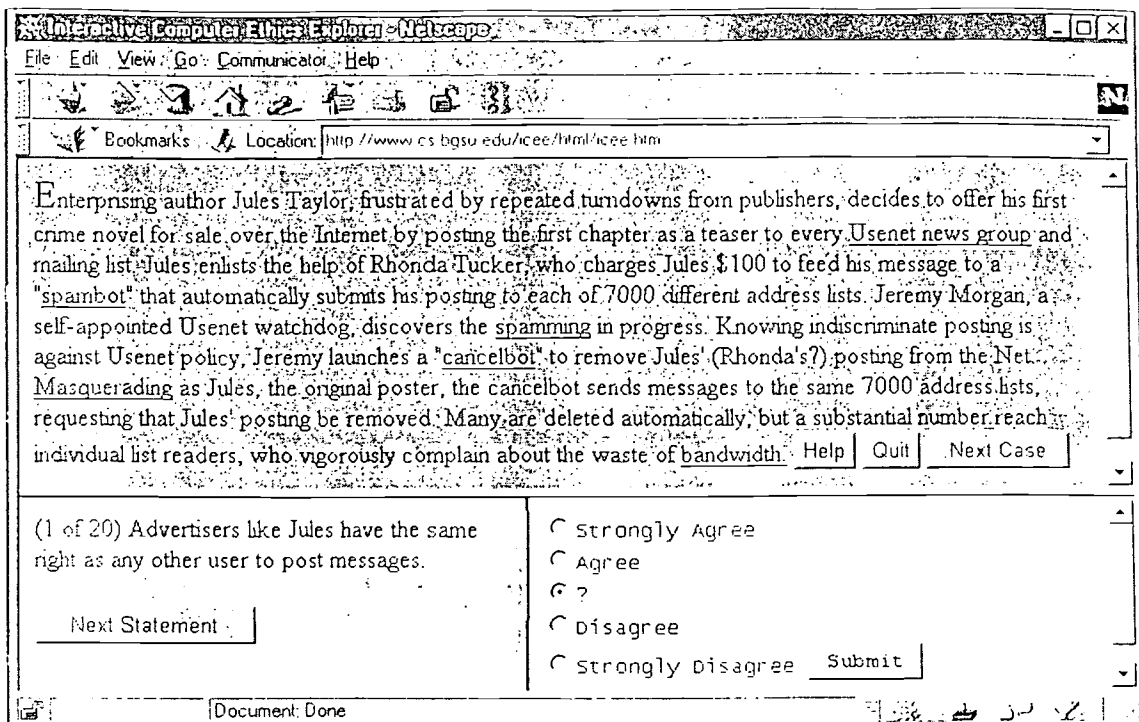 Interactive Computer Ethics Explorer - Netscape
File Edit View Go Communicator Help
N
Bookmarks Location: http://www.cs.bgsu.edu/icee/html/icee.htm
Enterprising author Jules Taylor, frustrated by repeated turndowns from publishers, decides to offer his first
crime novel for sale over the Internet by posting the first chapter as a teaser to every Usenet news group and
mailing list. Jules enlists the help of Rhonda Tucker, who charges Jules $100 to feed his message to a
"spambot" that automatically submits his posting to each of 7000 different address lists. Jeremy Morgan, a
self-appointed Usenet watchdog, discovers the spamming in progress. Knowing indiscriminate posting is
against Usenet policy, Jeremy launches a "cancelbot" to remove Jules' (Rhonda's?) posting from the Net.
Masquerading as Jules, the original poster, the cancelbot sends messages to the same 7000 address lists,
requesting that Jules' posting be removed. Many are deleted automatically, but a substantial number reach
individual list readers, who vigorously complain about the waste of bandwidth. Help Quit Next Case
(1 of 20) Advertisers like Jules have the same
right as any other user to post messages.
Next Statement
Strongly Agree
Agree
?
Disagree
Strongly Disagree Submit
Document: Done